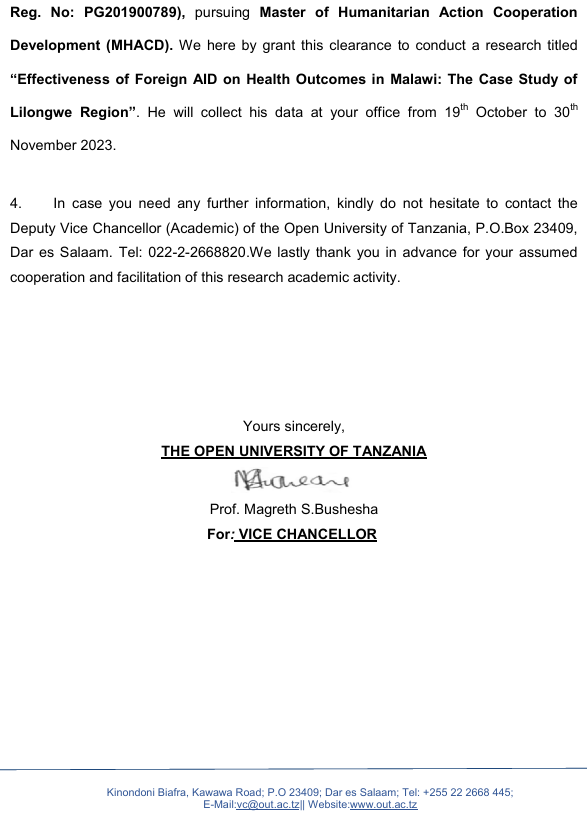 Reg. No: PG201900789), pursuing Master of Humanitarian Action Cooperation
Development (MHACD). We here by grant this clearance to conduct a research titled
“Effectiveness of Foreign AID on Health Outcomes in Malawi: The Case Study of
Lilongwe Region”. He will collect his data at your office from 19th October to 30th
November 2023.
4. In case you need any further information, kindly do not hesitate to contact the
Deputy Vice Chancellor (Academic) of the Open University of Tanzania, P.O.Box 23409,
Dar es Salaam. Tel: 022-2-2668820.We lastly thank you in advance for your assumed
cooperation and facilitation of this research academic activity.
Yours sincerely,
THE OPEN UNIVERSITY OF TANZANIA
Prof. Magreth S.Bushesha
For: VICE CHANCELLOR
Kinondoni Biafra, Kawawa Road; P.O 23409; Dar es Salaam; Tel: +255 22 2668 445;
E-Mail:vc@out.ac.tz|| Website:www.out.ac.tz